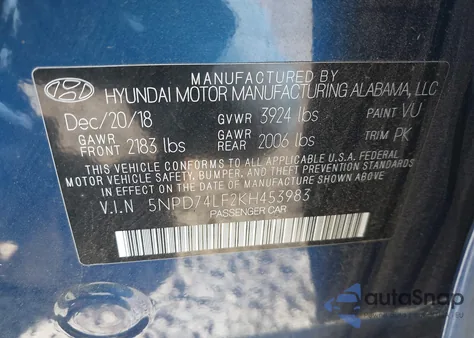 MANUFACTURED BY
HYUNDAI MOTOR MANUFACTURING ALABAMA, LLC
Dec/20/18 GVWR 3924 lbs PAINT VU
GAWR FRONT 2183 lbs GAWR REAR 2006 lbs TRIM PK
THIS VEHICLE CONFORMS TO ALL APPLICABLE U.S.A FEDERAL
MOTOR VEHICLE SAFETY, BUMPER, AND THEFT PREVENTION STANDARDS
IN EFFECT ON THE DATE OF MANUFACTURE SHOWN ABOVE.
V.I.N 5NPD74LF2KH453983
PASSENGER CAR
autoSnap